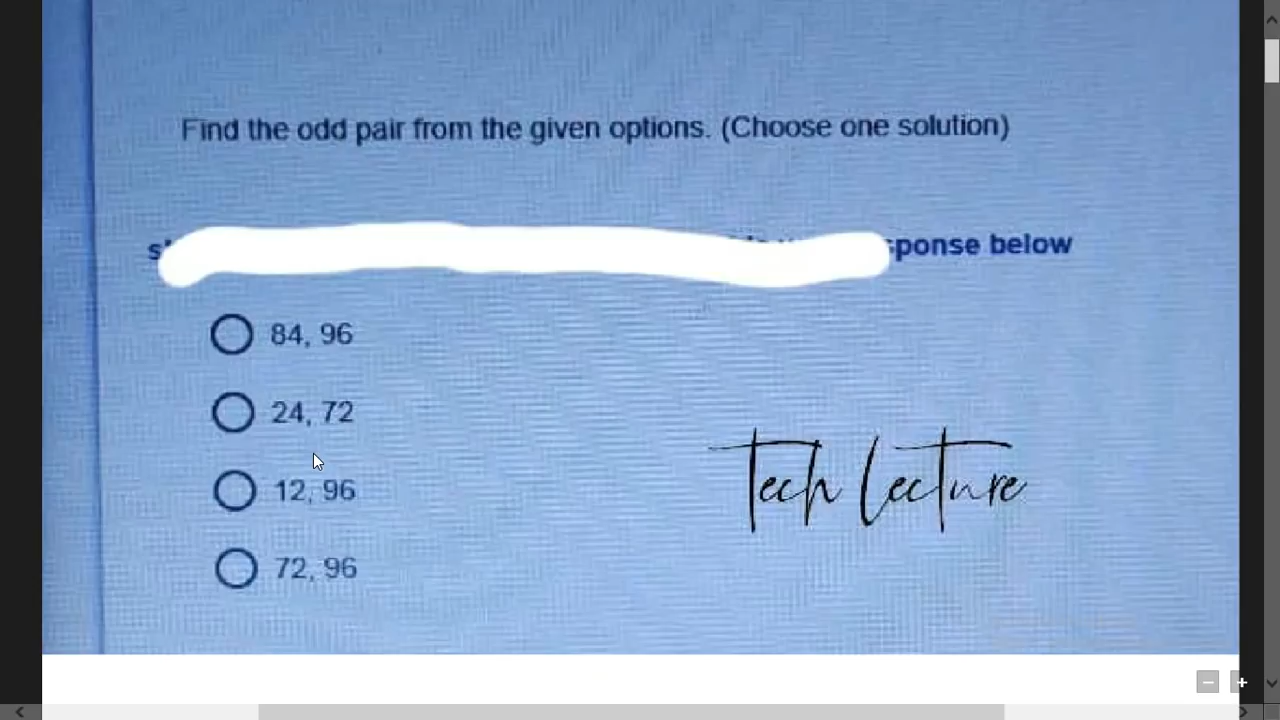 Find the odd pair from the given options. (Choose one solution)
sponse below
84, 96
24, 72
12, 96
72, 96
Tech Lecture